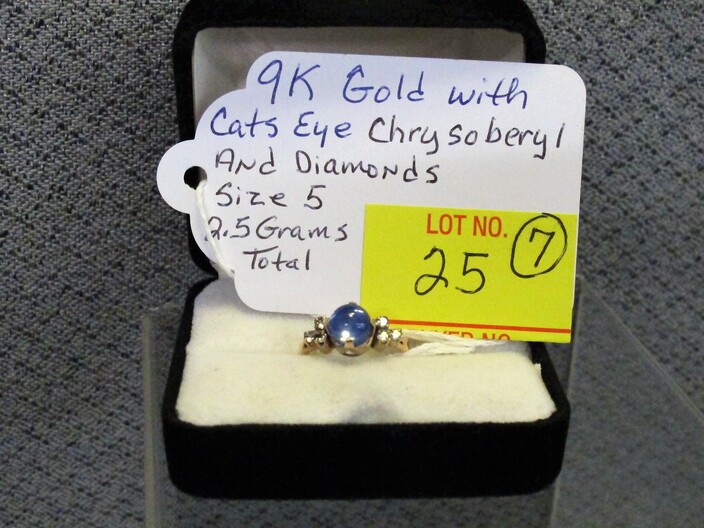 9K Gold with
Cats Eye Chrysoberyl
And Diamonds
Size 5
2.5 Grams
Total
LOT NO.
25 7